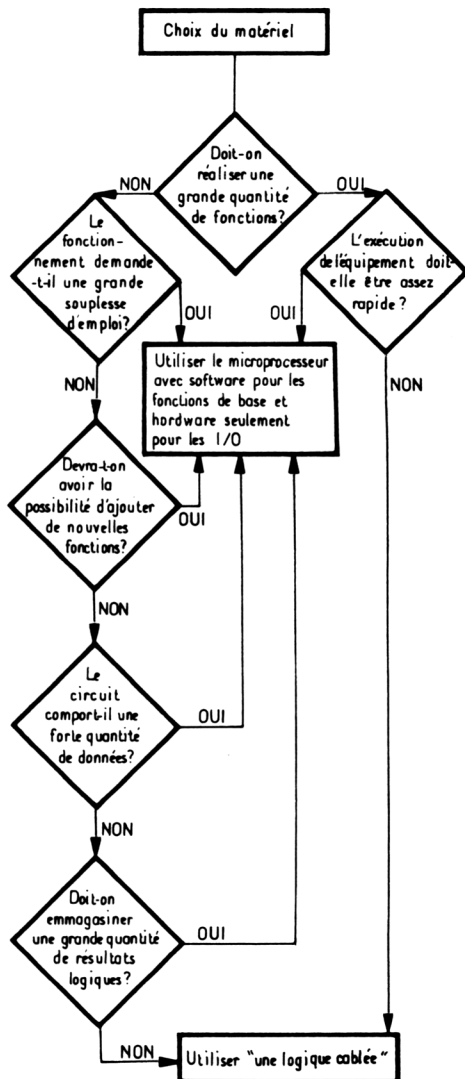 Choix du matériel
Doit-on
réaliser une
grande quantité
de fonctions?
NON
OUI
Le
fonction-
nement demande
-t-il une grande
souplesse
d'emploi?
L'exécution
de l'équipement doit-
elle être assez
rapide ?
OUI
OUI
Utiliser le microprocesseur
avec software pour les
fonctions de base et
hordware seulement
pour les I/O
NON
NON
Devra-t-on
avoir la
possibilité d'ajouter
de nouvelles
fonctions?
OUI
NON
Le
circuit
comport-il une
forte quantité
de données?
OUI
NON
Doit-on
emmagasiner
une grande quantité
de résultats
logiques?
OUI
NON
Utiliser "une logique cablée"